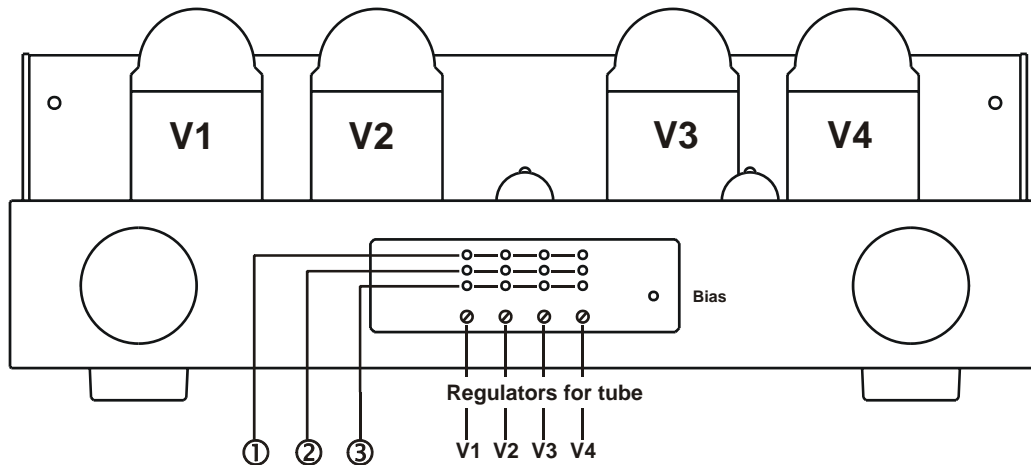 V1 V2 V3 V4
Bias
Regulators for tube
① ② ③ V1 V2 V3 V4